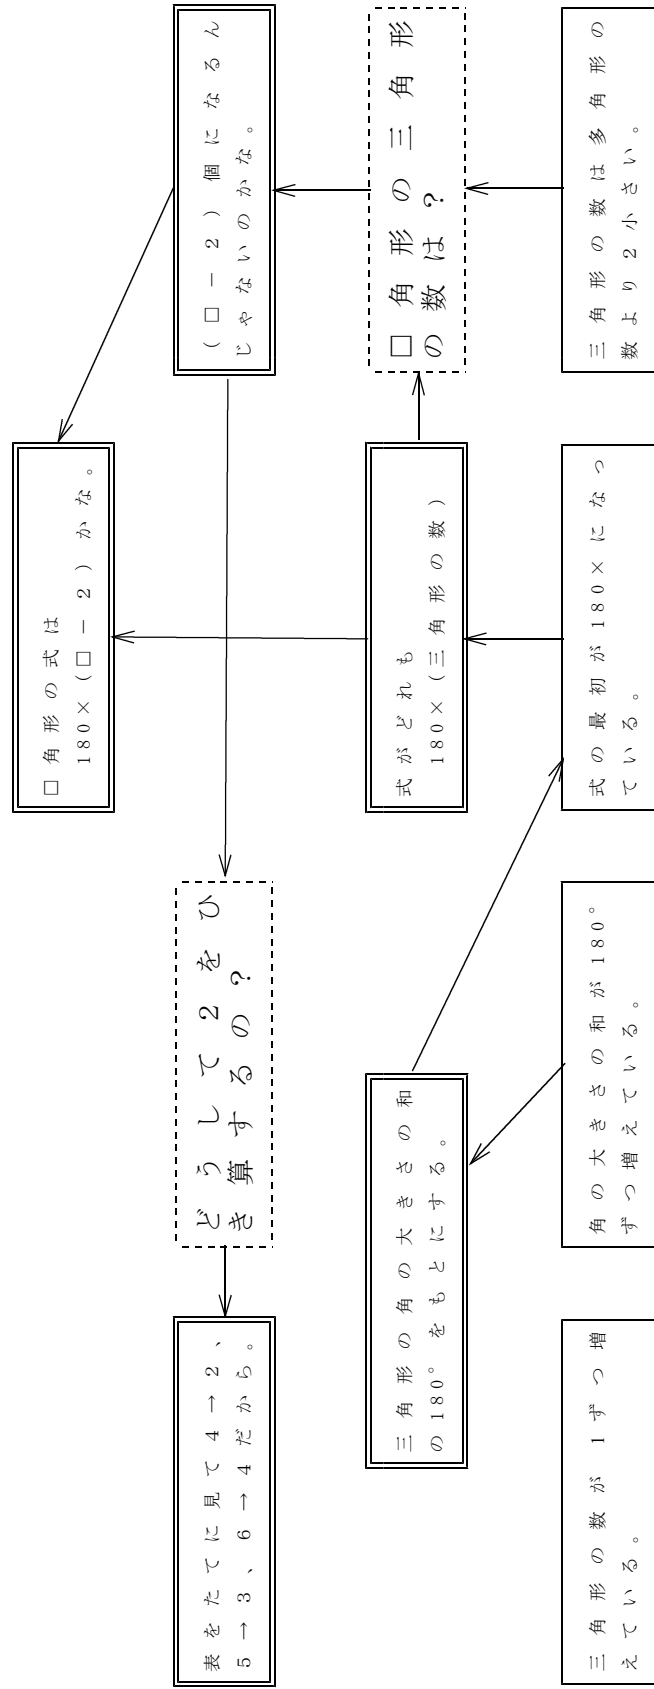 表をたてに見て4→2、
5→3、6→4だから。
どうして2をひ
き算するの？
（□－2）個になるん
じゃないのかな。
□角形の式は
180×（□－2）かな。
三角形の角の大きさの和
の180°をもとにする。
式がどれも
180×（三角形の数）
□角形の三角形
の数は？
三角形の数が 1ずつ増
えている。
角の大きさの和が180°
ずつ増えている。
式の最初が180×になっ
ている。
三角形の数は多角形の
数より2小さい。